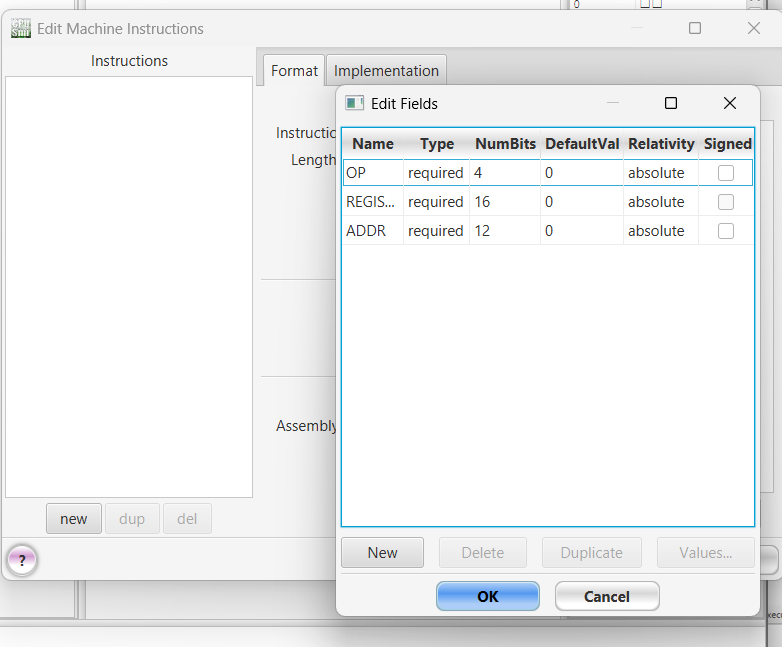 0
Edit Machine Instructions
Instructions
Format Implementation
Edit Fields
Instructio
Length
Name Type NumBits DefaultVal Relativity Signed
OP required 4 0 absolute
REGIS... required 16 0 absolute
ADDR required 12 0 absolute
Assembly
new dup del
New Delete Duplicate Values...
?
OK Cancel